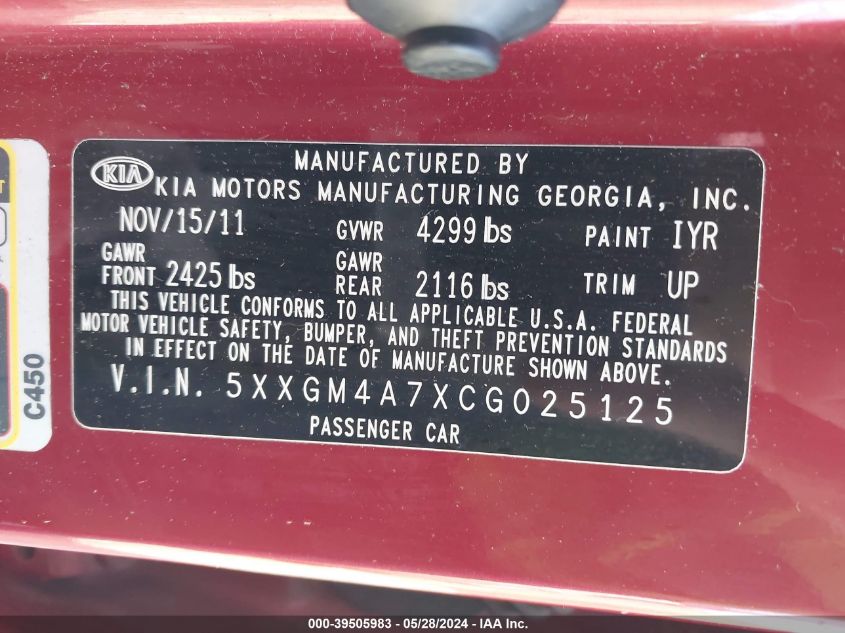 MANUFACTURED BY
KIA KIA MOTORS MANUFACTURING GEORGIA, INC.
NOV/15/11 GVWR 4299 lbs PAINT IYR
GAWR FRONT 2425 lbs GAWR REAR 2116 lbs TRIM UP
THIS VEHICLE CONFORMS TO ALL APPLICABLE U.S.A. FEDERAL
MOTOR VEHICLE SAFETY, BUMPER, AND THEFT PREVENTION STANDARDS
IN EFFECT ON THE DATE OF MANUFACTURE SHOWN ABOVE.
V.I.N. 5XXGM4A7XCG025125
PASSENGER CAR
C450
000-39505983 / 05/28/2024 - IAA Inc.